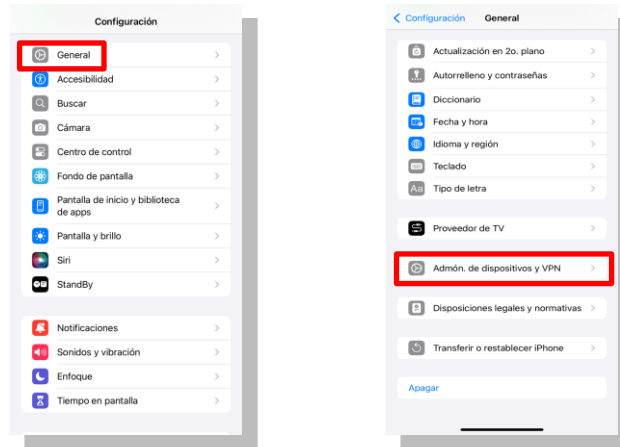 Configuración
General
Accesibilidad
Buscar
Cámara
Centro de control
Fondo de pantalla
Pantalla de inicio y biblioteca
de apps
Pantalla y brillo
Siri
StandBy
Notificaciones
Sonidos y vibración
Enfoque
Tiempo en pantalla
Configuración General
Actualización en 2o. plano
Autorrelleno y contraseñas
Diccionario
Fecha y hora
Idioma y región
Teclado
Aa Tipo de letra
Proveedor de TV
Admón. de dispositivos y VPN
Disposiciones legales y normativas
Transferir o restablecer iPhone
Apagar